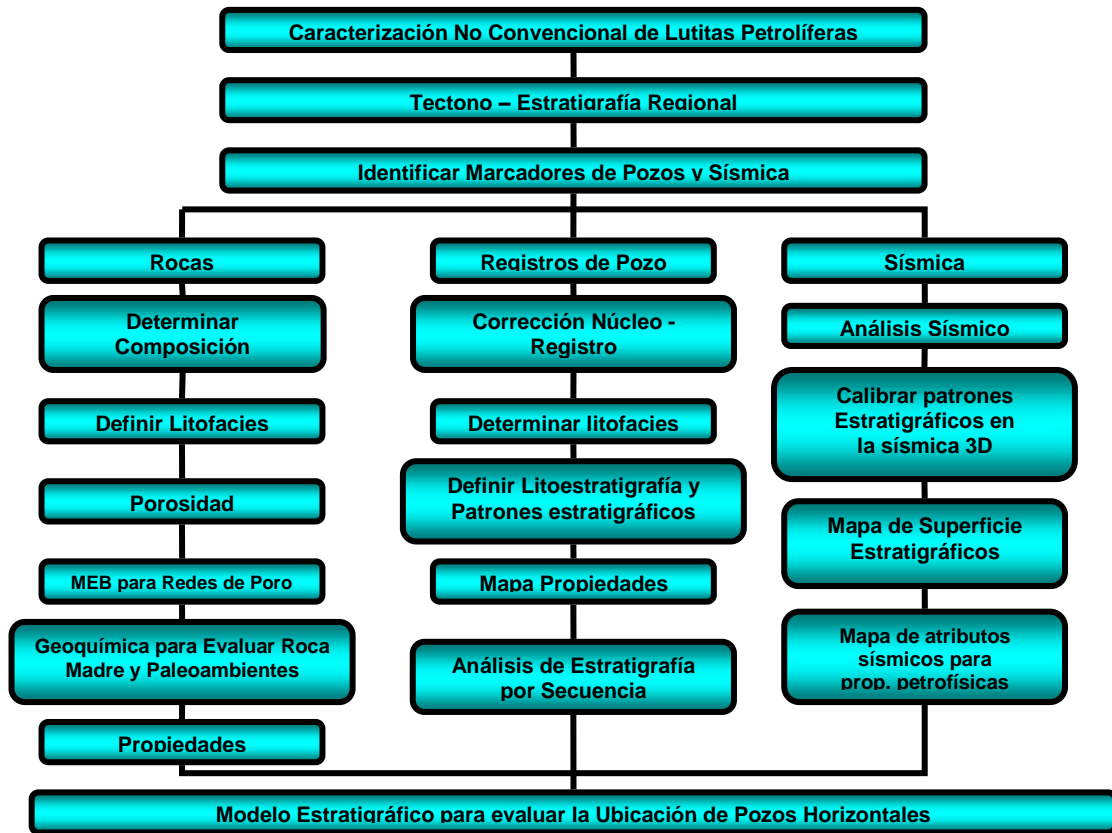 Caracterización No Convencional de Lutitas Petrolíferas
Tectono – Estratigrafía Regional
Identificar Marcadores de Pozos y Sísmica
Rocas
Determinar
Composición
Definir Litofacies
Porosidad
MEB para Redes de Poro
Geoquímica para Evaluar Roca
Madre y Paleoambientes
Propiedades
Registros de Pozo
Corrección Núcleo -
Registro
Determinar litofacies
Definir Litoestratigrafía y
Patrones estratigráficos
Mapa Propiedades
Análisis de Estratigrafía
por Secuencia
Sísmica
Análisis Sísmico
Calibrar patrones
Estratigráficos en
la sísmica 3D
Mapa de Superficie
Estratigráficos
Mapa de atributos
sísmicos para
prop. petrofísicas
Modelo Estratigráfico para evaluar la Ubicación de Pozos Horizontales